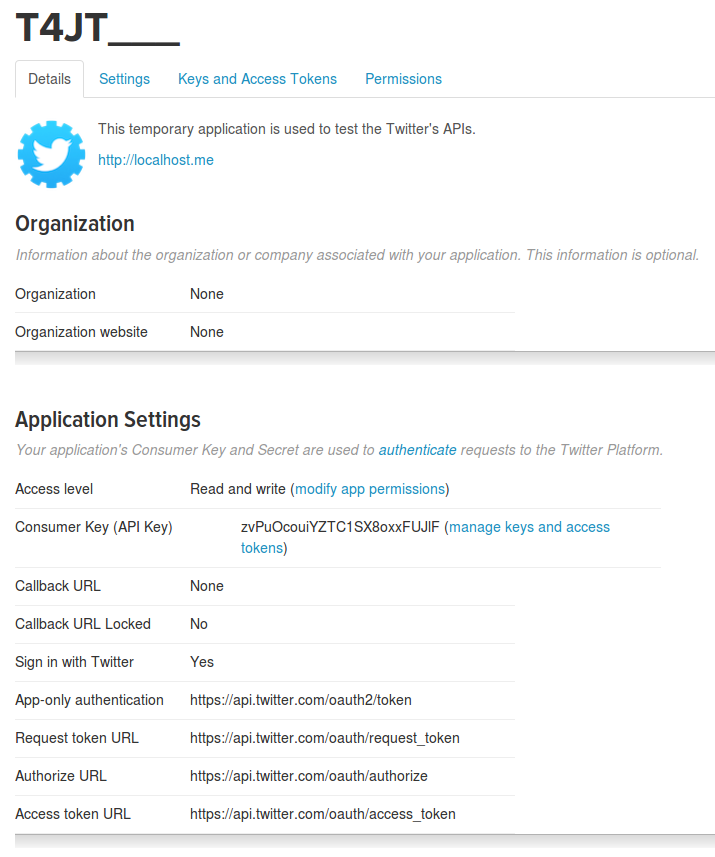 T4JT____
Details Settings Keys and Access Tokens Permissions
This temporary application is used to test the Twitter's APIs.
http://localhost.me
Organization
Information about the organization or company associated with your application. This information is optional.
Organization None
Organization website None
Application Settings
Your application's Consumer Key and Secret are used to authenticate requests to the Twitter Platform.
Access level Read and write (modify app permissions)
Consumer Key (API Key) zvPuOcouiYZTC1SX8oxxFUJlF (manage keys and access
tokens)
Callback URL None
Callback URL Locked No
Sign in with Twitter Yes
App-only authentication https://api.twitter.com/oauth2/token
Request token URL https://api.twitter.com/oauth/request_token
Authorize URL https://api.twitter.com/oauth/authorize
Access token URL https://api.twitter.com/oauth/access_token